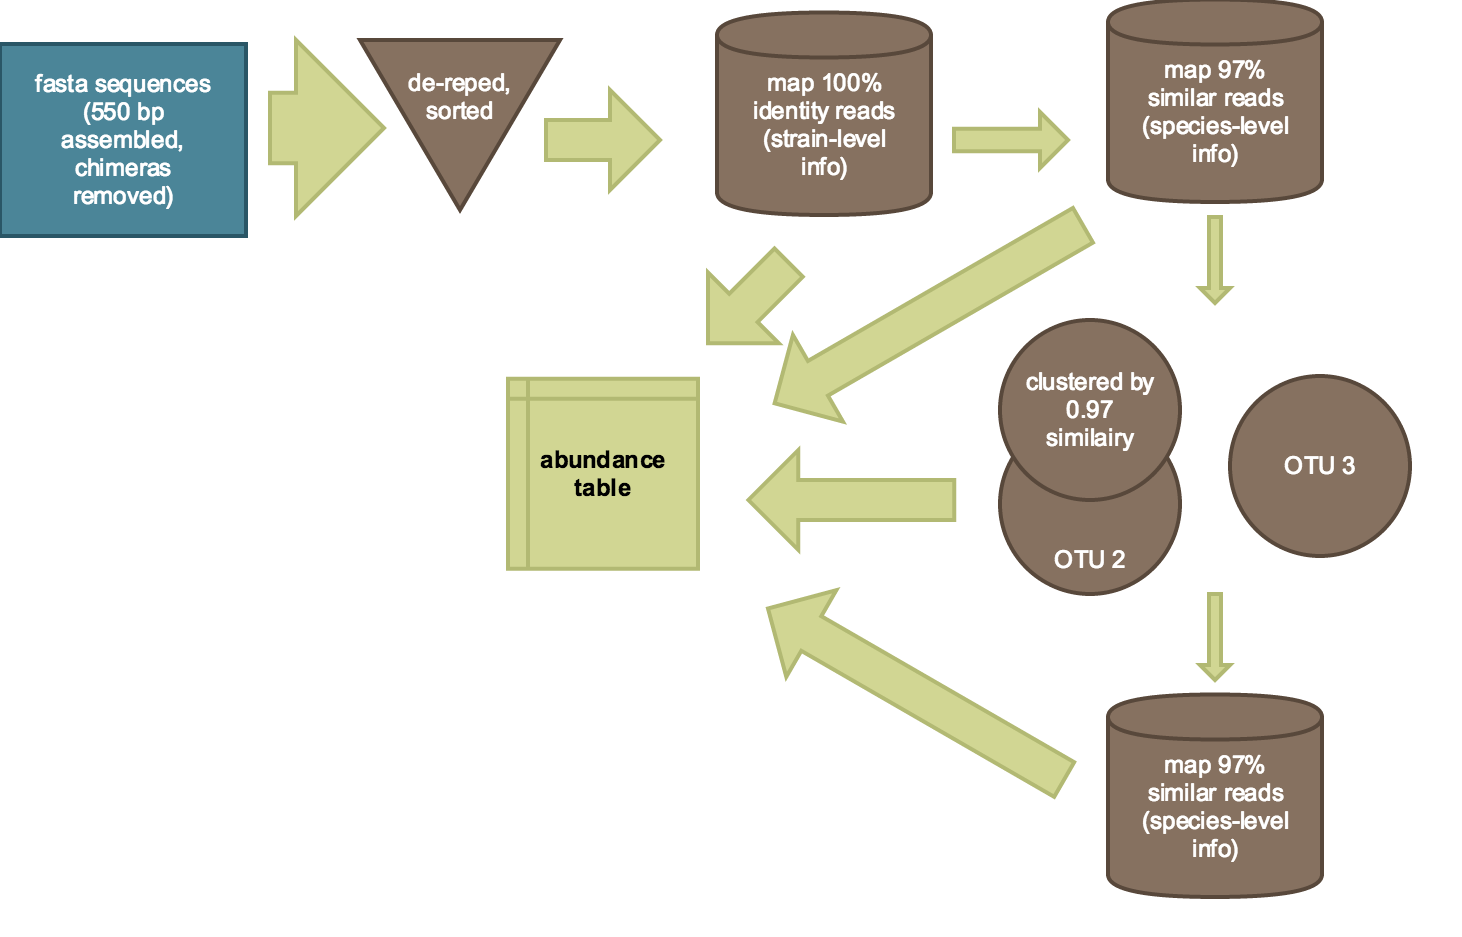 fasta sequences
(550 bp
assembled,
chimeras
removed)
de-reped,
sorted
map 100%
identity reads
(strain-level
info)
map 97%
similar reads
(species-level
info)
clustered by
0.97
similairy
OTU 2
OTU 3
abundance
table
map 97%
similar reads
(species-level
info)